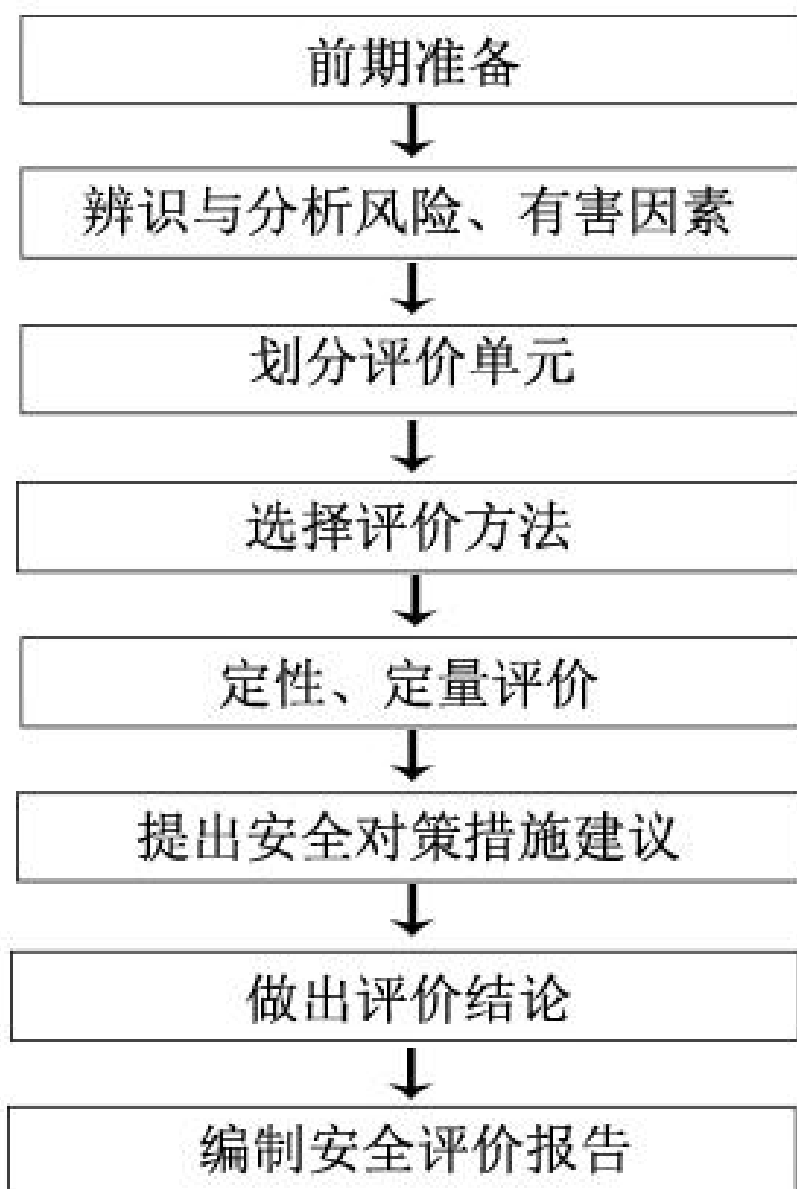 前期准备
辨识与分析风险、有害因素
划分评价单元
选择评价方法
定性、定量评价
提出安全对策措施建议
做出评价结论
编制安全评价报告